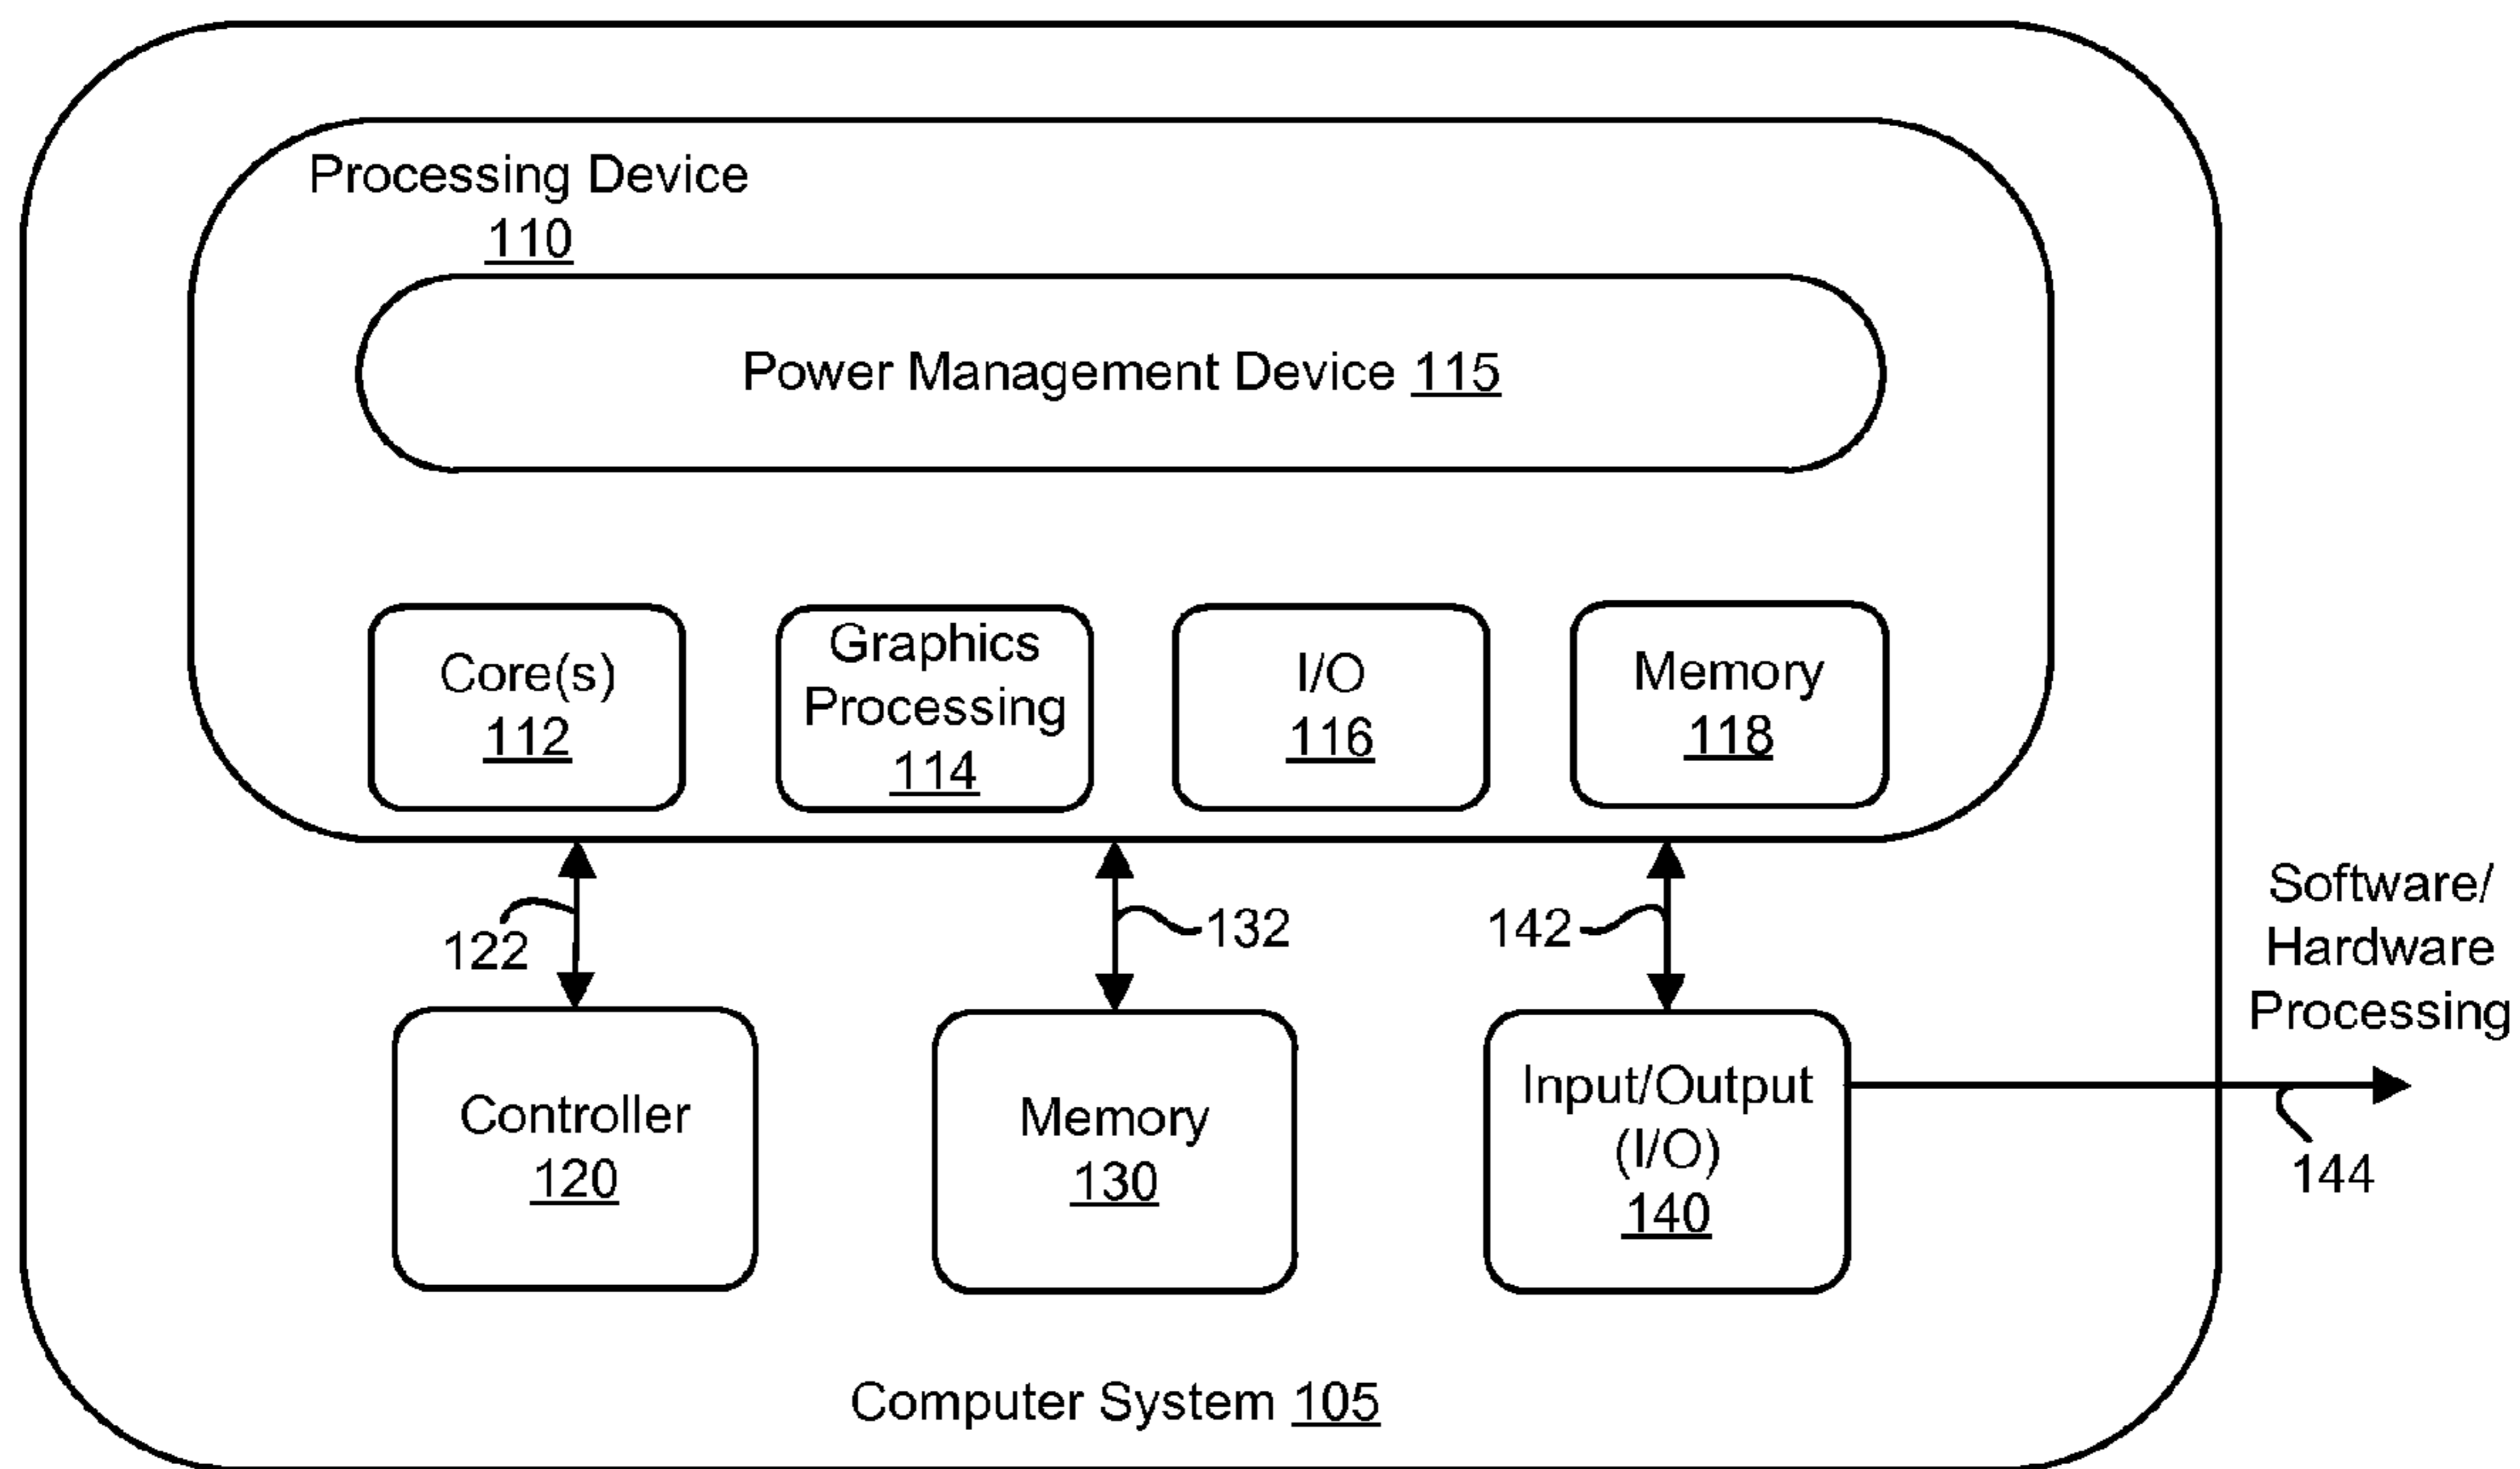 Processing Device
110
Power Management Device 115
Core(s)
112
Graphics
Processing
114
I/O
116
Memory
118
122
132
142
Software/
Hardware
Processing
Controller
120
Memory
130
Input/Output
(I/O)
140
144
Computer System 105